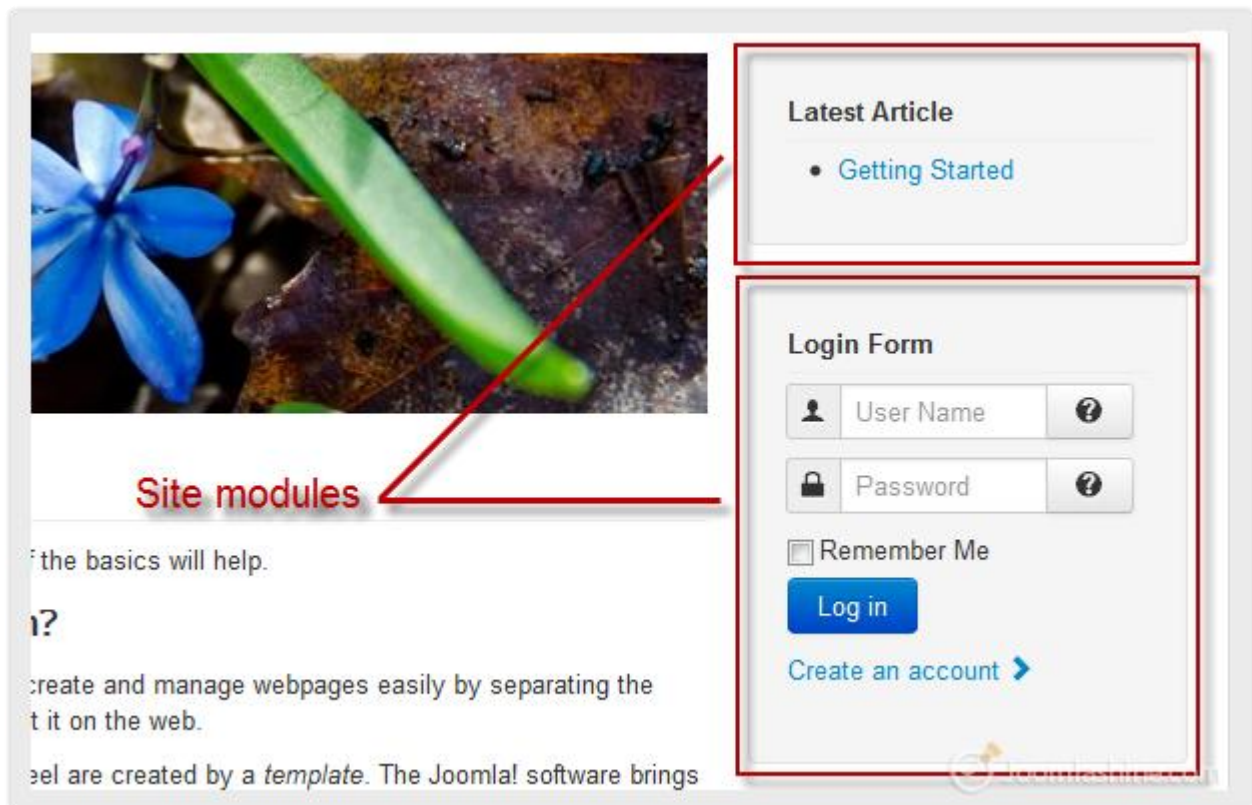 Latest Article
Getting Started
Login Form
User Name
Password
Remember Me
Log in
Create an account
Site modules
the basics will help.
?
create and manage webpages easily by separating the
t it on the web.
eel are created by a template. The Joomla! software brings
joomlashine.com